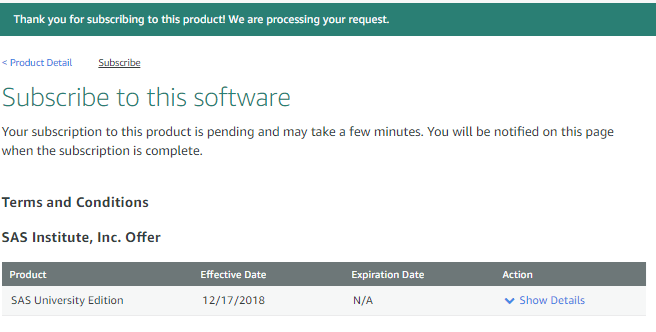 Thank you for subscribing to this product! We are processing your request.
< Product Detail Subscribe
Subscribe to this software
Your subscription to this product is pending and may take a few minutes. You will be notified on this page
when the subscription is complete.
Terms and Conditions
SAS Institute, Inc. Offer
Product Effective Date Expiration Date Action
SAS University Edition 12/17/2018 N/A Show Details